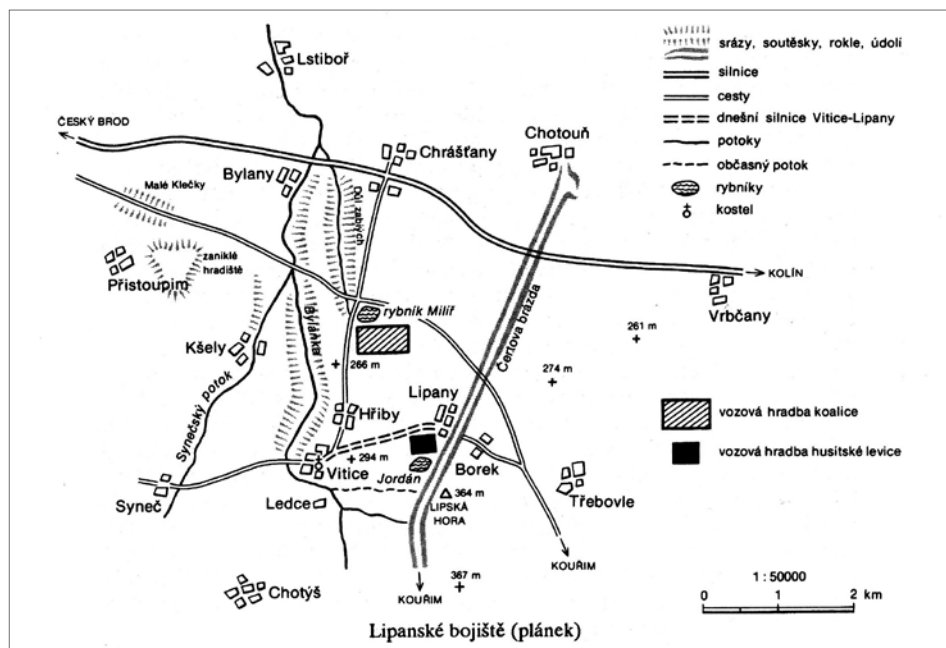 Lstiboř
ČESKÝ BROD
Chrášťany
Chotouň
Bylany
Malé Klečky
Důl zabitých
zaniklé
hradiště
Přistoupim
KOLÍN
Vrbčany
rybník Milíř
Bylanka
Čertova brázda
261 m
Kšely
266 m
274 m
Synečský potok
Lipany
Hřiby
294 m
Vitice
Jordán
Borek
Syneč
Ledce
364 m
LIPSKÁ
HORA
Třebovle
Chotýš
367 m
KOUŘIM
KOUŘIM
srázy, soutěsky, rokle, údolí
silnice
cesty
dnešní silnice Vitice-Lipany
potoky
občasný potok
rybníky
kostel
vozová hradba koalice
vozová hradba husitské levice
1 : 50000
0 1 2 km
Lipanské bojiště (plánek)